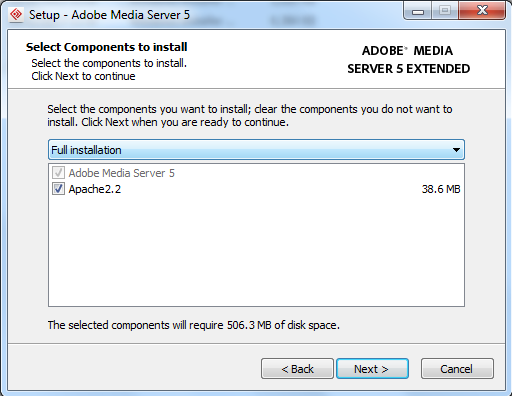 Setup - Adobe Media Server 5
Select Components to install
Select the components to install.
Click Next to continue
ADOBE® MEDIA
SERVER 5 EXTENDED
Select the components you want to install; clear the components you do not want to
install. Click Next when you are ready to continue.
Full installation
Adobe Media Server 5
Apache2.2 38.6 MB
The selected components will require 506.3 MB of disk space.
< Back Next > Cancel